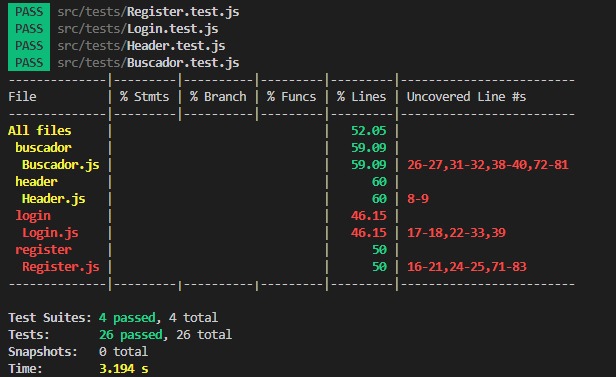 PASS src/tests/Register.test.js
PASS src/tests/Login.test.js
PASS src/tests/Header.test.js
PASS src/tests/Buscador.test.js
--------------|---------|----------|---------|---------|-------------------------
File          | % Stmts | % Branch | % Funcs | % Lines | Uncovered Line #s
--------------|---------|----------|---------|---------|-------------------------
All files     |                              |   52.05 |
 buscador     |                              |   59.09 |
  Buscador.js |                              |   59.09 | 26-27,31-32,38-40,72-81
 header       |                              |      60 |
  Header.js   |                              |      60 | 8-9
 login        |                              |   46.15 |
  Login.js    |                              |   46.15 | 17-18,22-33,39
 register     |                              |      50 |
  Register.js |                              |      50 | 16-21,24-25,71-83
--------------|---------|----------|---------|---------|-------------------------
Test Suites: 4 passed, 4 total
Tests:       26 passed, 26 total
Snapshots:   0 total
Time:        3.194 s